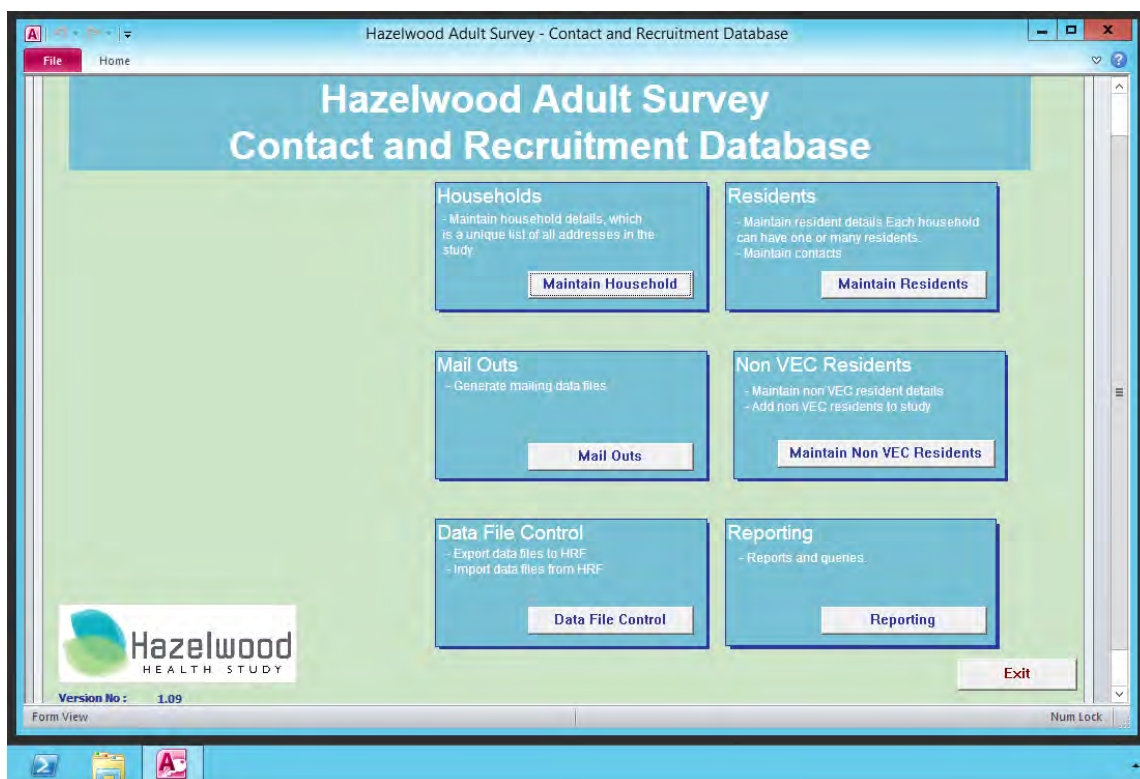 Hazelwood Adult Survey - Contact and Recruitment Database
File Home
Hazelwood Adult Survey
Contact and Recruitment Database
Households
- Maintain household details, which
is a unique list of all addresses in the
study
Maintain Household
Residents
- Maintain resident details Each household
can have one or many residents.
- Maintain contacts
Maintain Residents
Mail Outs
- Generate mailing data files
Mail Outs
Non VEC Residents
- Maintain non VEC resident details
- Add non VEC residents to study
Maintain Non VEC Residents
Data File Control
- Export data files to HRF
- Import data files from HRF
Data File Control
Reporting
- Reports and queries.
Reporting
Hazelwood
HEALTH STUDY
Exit
Version No : 1.09
Form View Num Lock